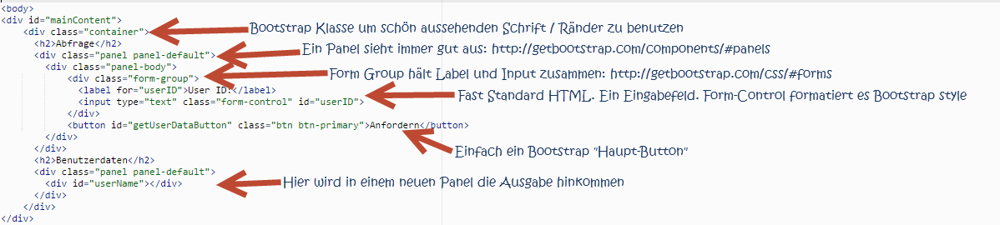 <body>
<div id="mainContent">
<div class="container"> Bootstrap Klasse um schön aussehenden Schrift / Ränder zu benutzen
<h2>Abfrage</h2>
<div class="panel panel-default"> Ein Panel sieht immer gut aus: http://getbootstrap.com/components/#panels
<div class="panel-body">
<div class="form-group"> Form Group hält Label und Input zusammen: http://getbootstrap.com/css/#forms
<label for="userID">User ID:</label>
<input type="text" class="form-control" id="userID"> Fast Standard HTML. Ein Eingabefeld. Form-Control formatiert es Bootstrap style
</div>
<button id="getUserDataButton" class="btn btn-primary">Anfordern</button>
</div>
Einfach ein Bootstrap "Haupt-Button"
</div>
<h2>Benutzerdaten</h2>
<div class="panel panel-default">
<div id="userName"></div> Hier wird in einem neuen Panel die Ausgabe hinkommen
</div>
</div>
</div>